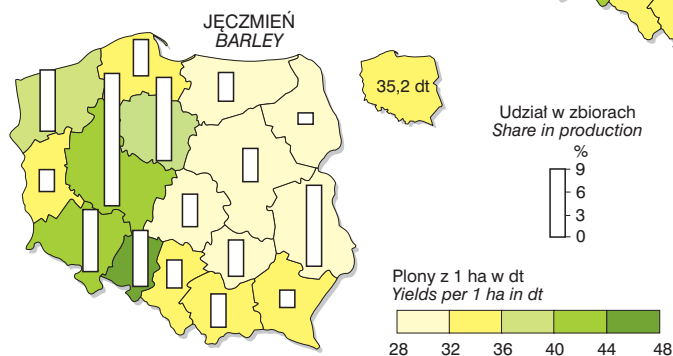 JĘCZMIEŃ
BARLEY
35,2 dt
Udział w zbiorach
Share in production
%
9
6
3
0
Plony z 1 ha w dt
Yields per 1 ha in dt
28 32 36 40 44 48